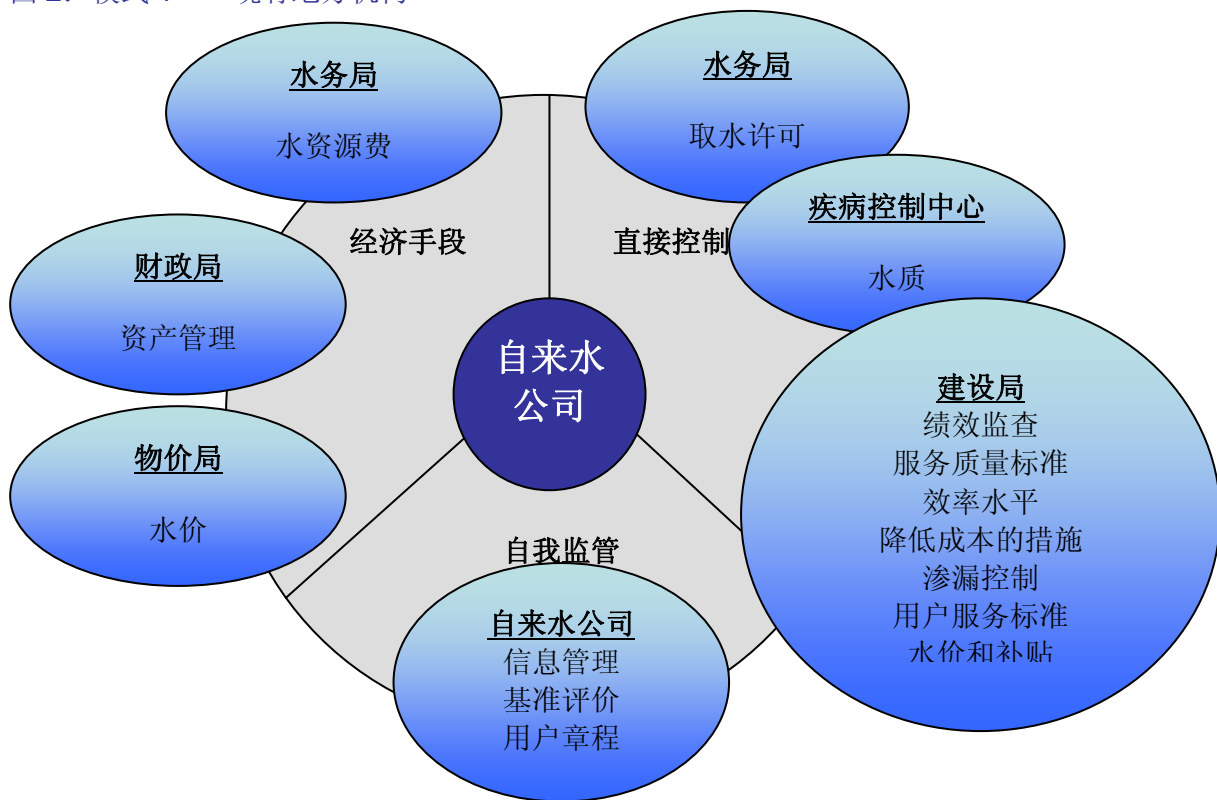 水务局
水资源费
水务局
取水许可
疾病控制中心
水质
经济手段
直接控制
财政局
资产管理
自来水
公司
物价局
水价
建设局
绩效监查
服务质量标准
效率水平
降低成本的措施
渗漏控制
用户服务标准
水价和补贴
自我监管
自来水公司
信息管理
基准评价
用户章程